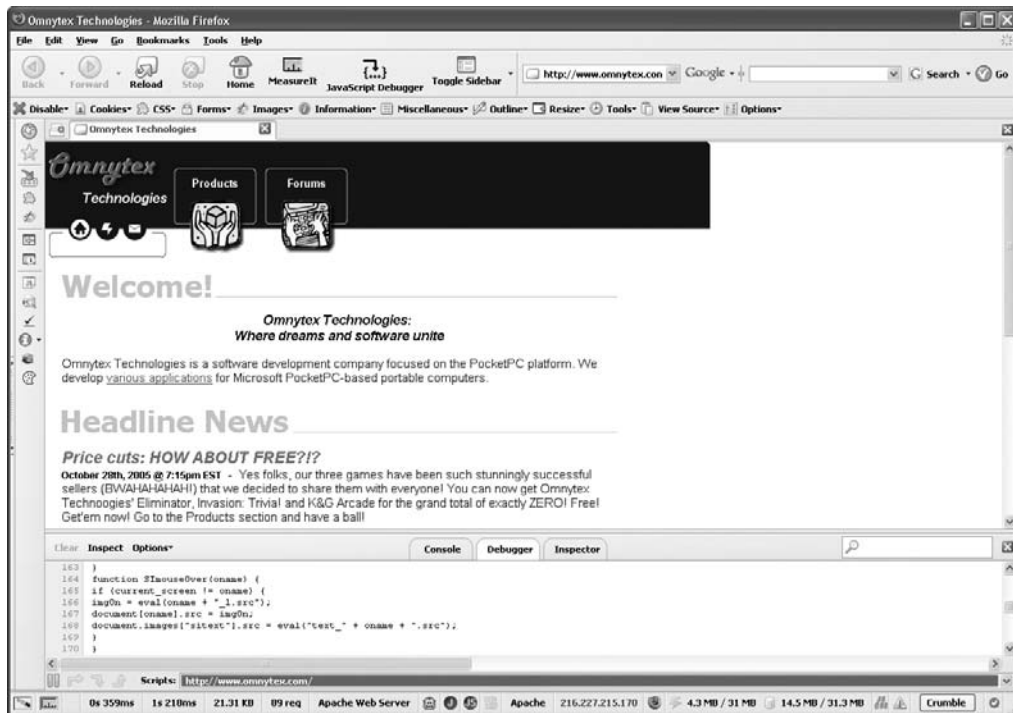 Omnytex Technologies - Mozilla Firefox
File Edit View Go Bookmarks Tools Help
Back Forward Reload Stop Home MeasureIt JavaScript Debugger Toggle Sidebar http://www.omnytex.con Google Search Go
Disable Cookies CSS Forms Images Information Miscellaneous Outline Resize Tools View Source Options
Omnytex Technologies
Omnytex
Technologies
Products Forums
Welcome!
Omnytex Technologies:
Where dreams and software unite
Omnytex Technologies is a software development company focused on the PocketPC platform. We
develop various applications for Microsoft PocketPC-based portable computers.
Headline News
Price cuts: HOW ABOUT FREE?!?
October 28th, 2005 @ 7:15pm EST - Yes folks, our three games have been such stunningly successful
sellers (BWAHAHAHAH!) that we decided to share them with everyone! You can now get Omnytex
Technoogies' Eliminator, Invasion: Trivia! and K&G Arcade for the grand total of exactly ZERO! Free!
Get'em now! Go to the Products section and have a ball!
Clear Inspect Options Console Debugger Inspector
163 }
164 function SImouseOver(oname) {
165 if (current_screen != oname) {
166 imgOn = eval(oname + "_1.src");
167 document[oname].src = imgOn;
168 document.images["sitext"].src = eval("text_" + oname + ".src");
169 }
170 }
Scripts: http://www.omnytex.com/
0s 359ms 1s 218ms 21.31 KB 09 req Apache Web Server Apache 216.227.215.170 4.3 MB / 31 MB 14.5 MB / 31.3 MB Crumble